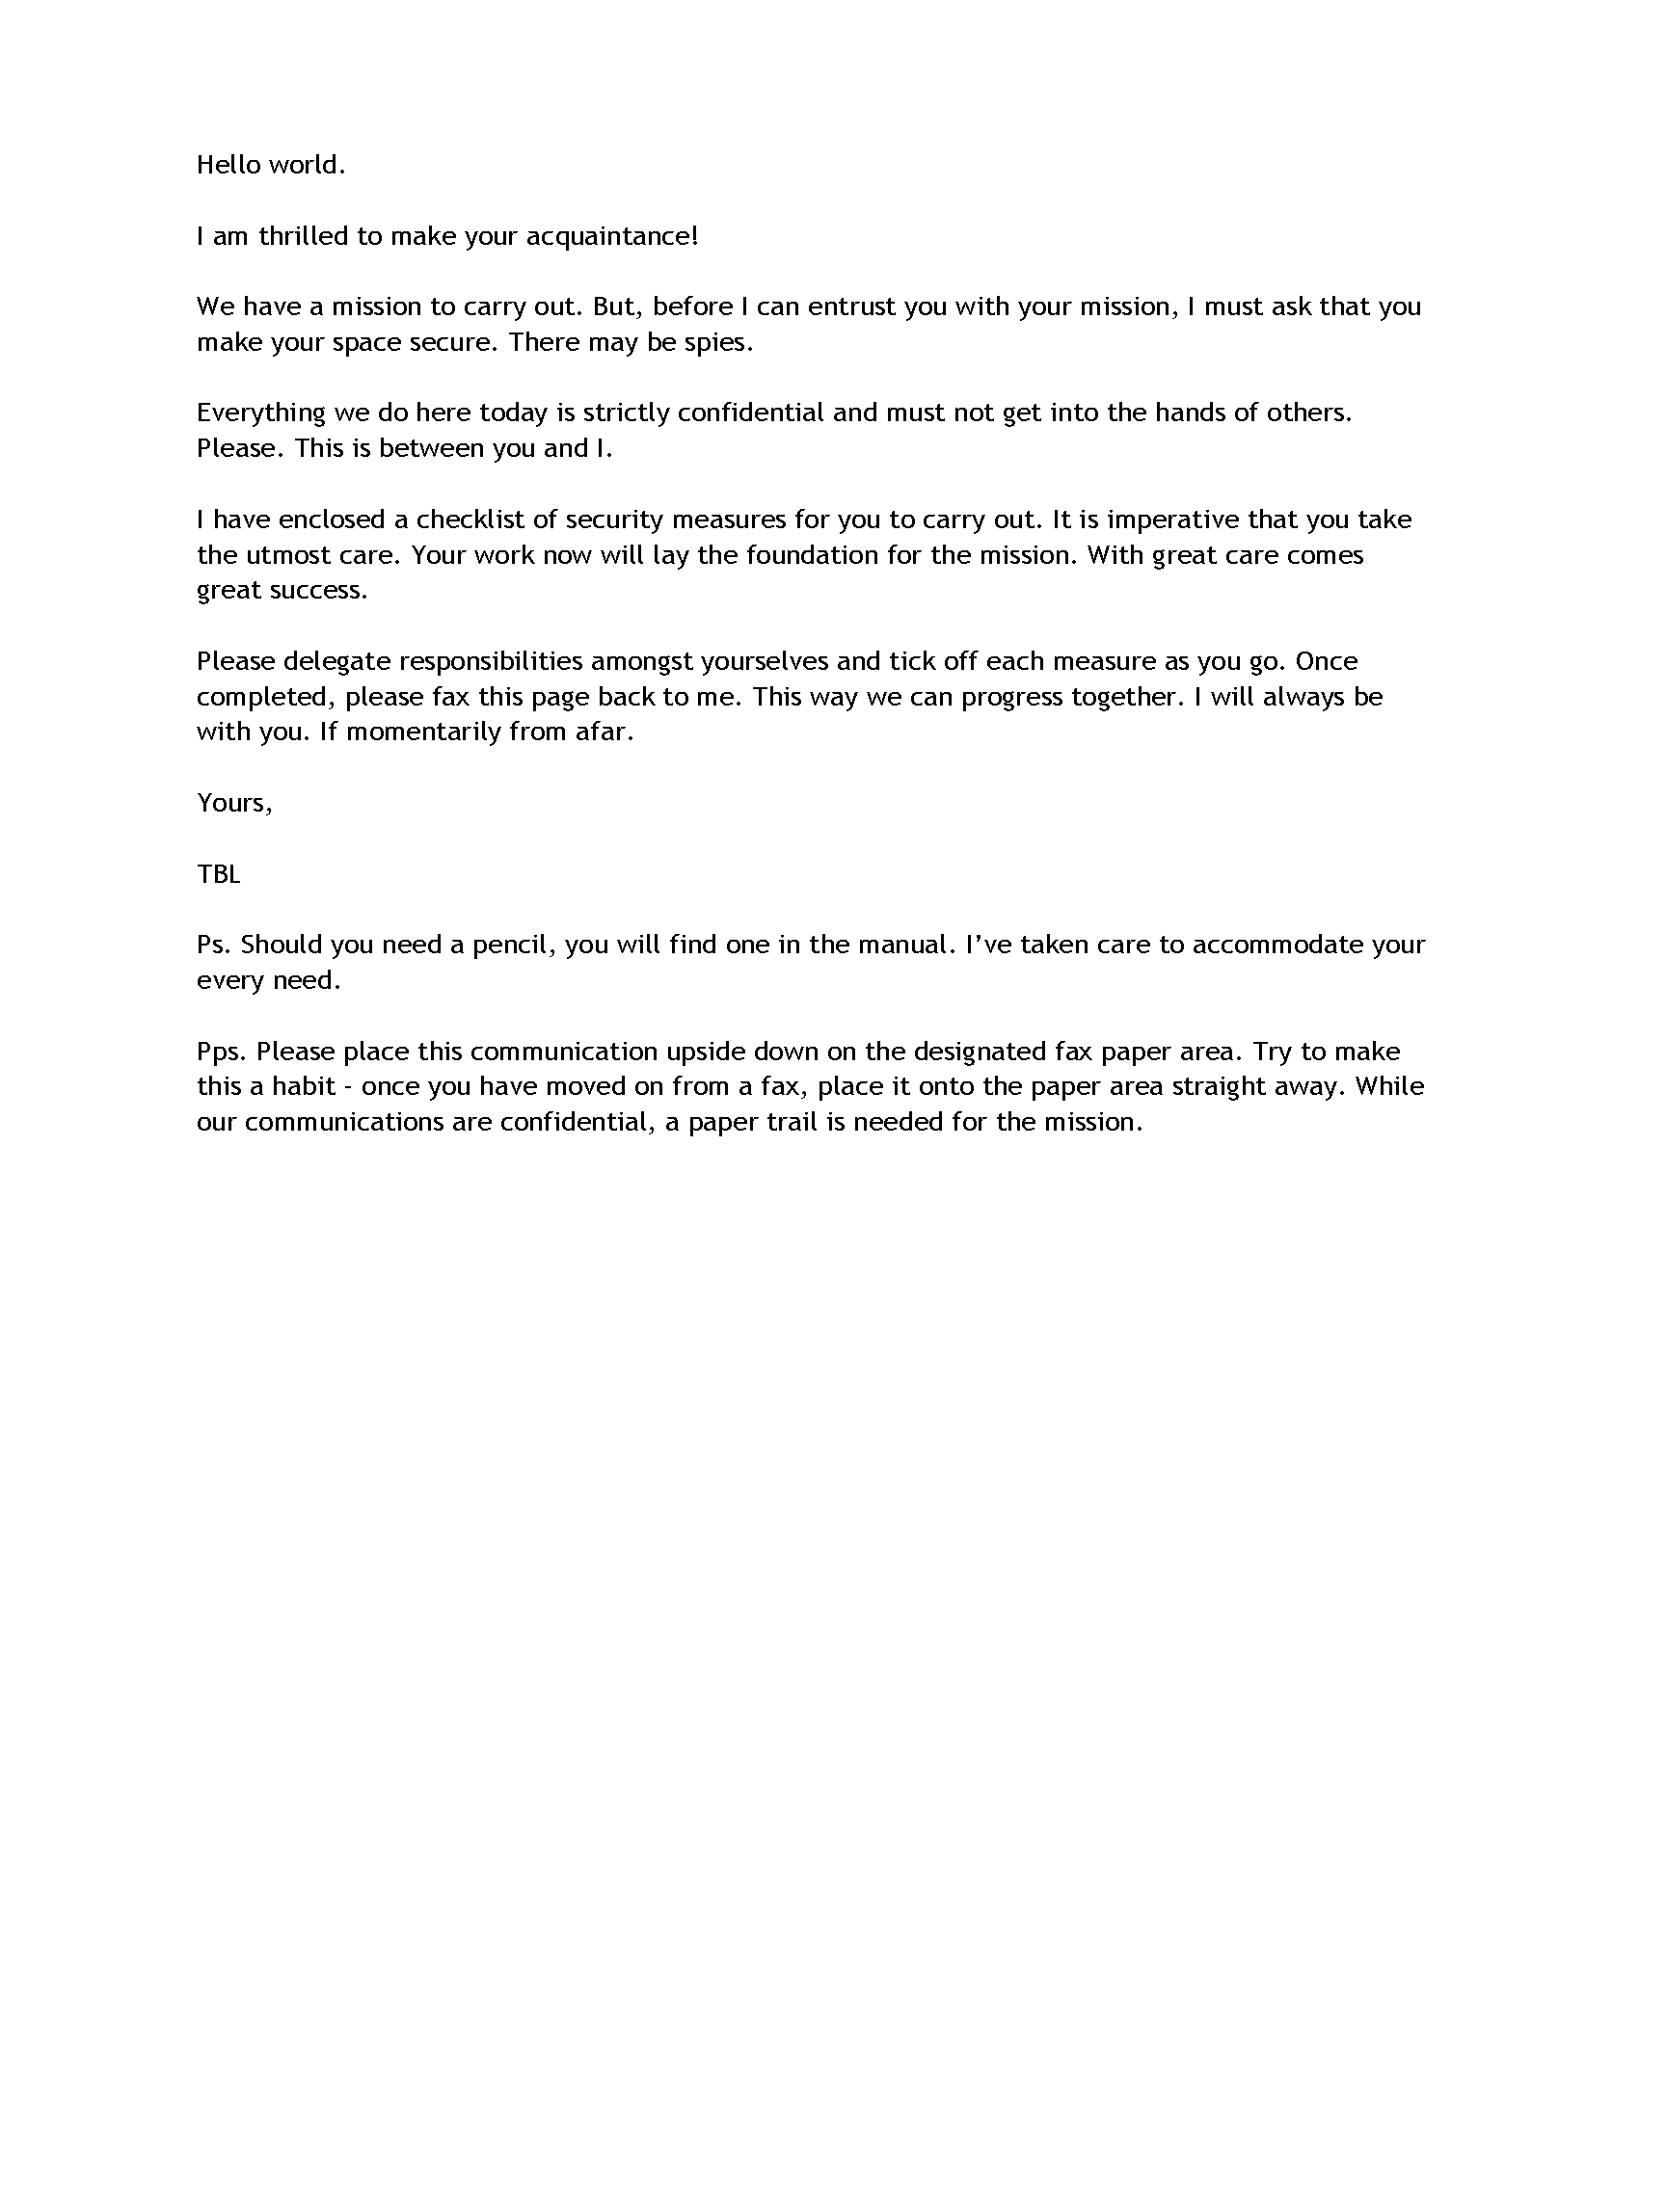 Hello world.
I am thrilled to make your acquaintance!
We have a mission to carry out. But, before I can entrust you with your mission, I must ask that you
make your space secure. There may be spies.
Everything we do here today is strictly confidential and must not get into the hands of others.
Please. This is between you and I.
I have enclosed a checklist of security measures for you to carry out. It is imperative that you take
the utmost care. Your work now will lay the foundation for the mission. With great care comes
great success.
Please delegate responsibilities amongst yourselves and tick off each measure as you go. Once
completed, please fax this page back to me. This way we can progress together. I will always be
with you. If momentarily from afar.
Yours,
TBL
Ps. Should you need a pencil, you will find one in the manual. I’ve taken care to accommodate your
every need.
Pps. Please place this communication upside down on the designated fax paper area. Try to make
this a habit - once you have moved on from a fax, place it onto the paper area straight away. While
our communications are confidential, a paper trail is needed for the mission.